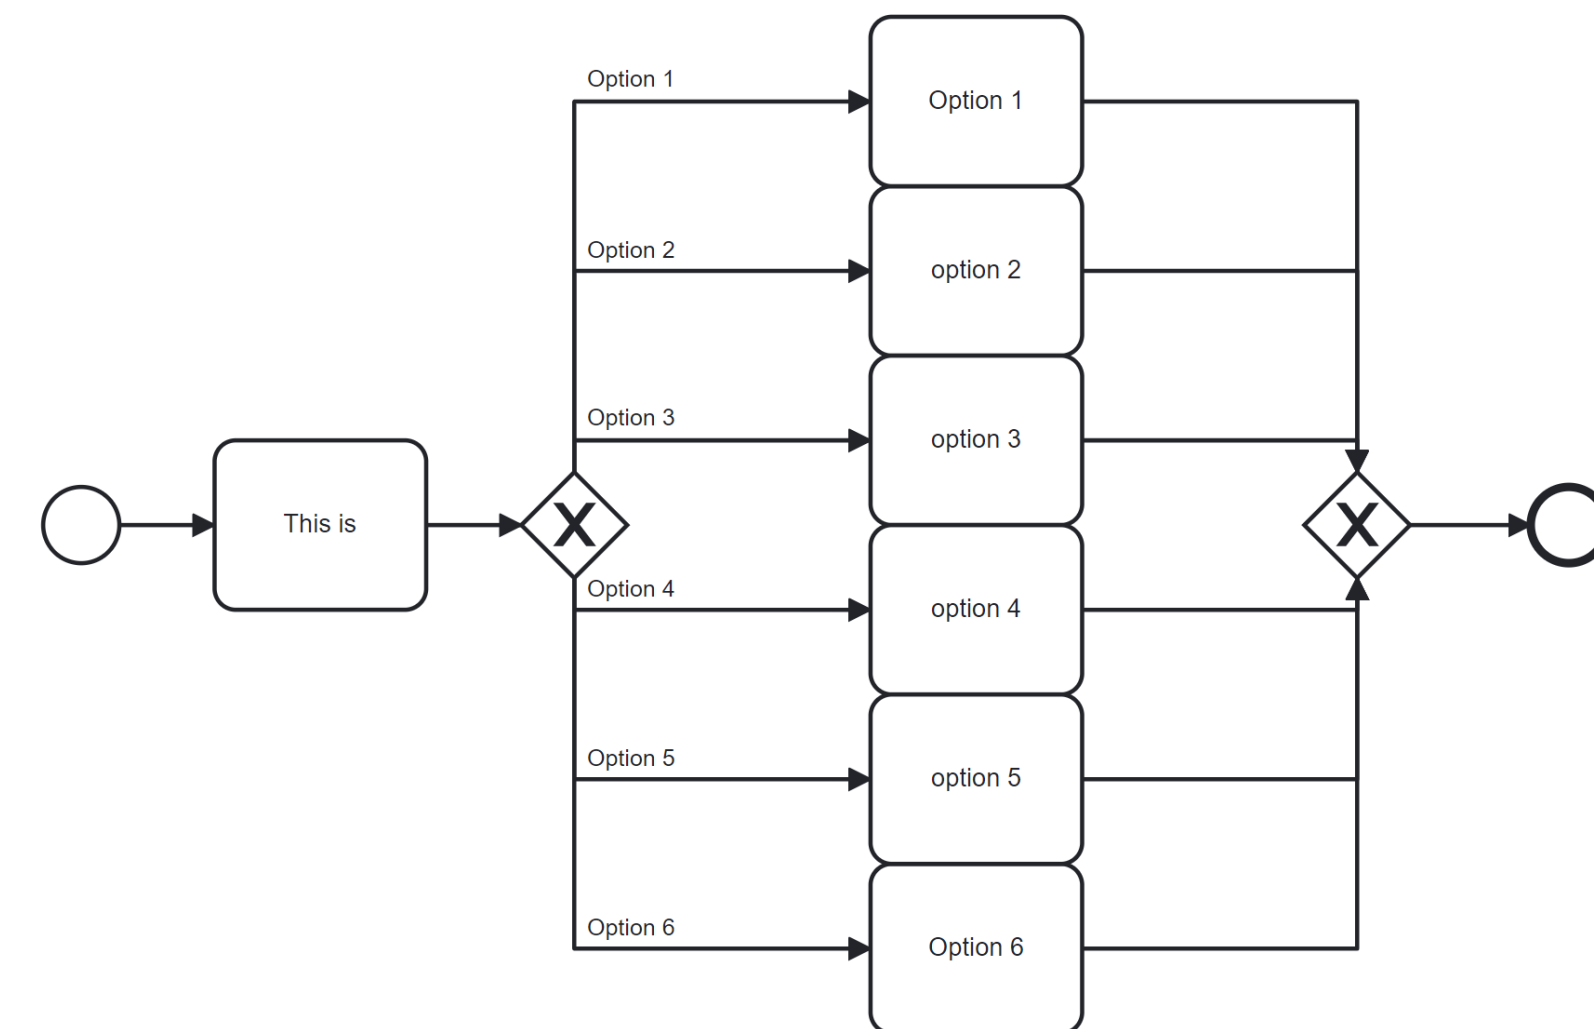 Option 1
Option 1
Option 2
option 2
Option 3
option 3
This is
X
X
Option 4
option 4
Option 5
option 5
Option 6
Option 6